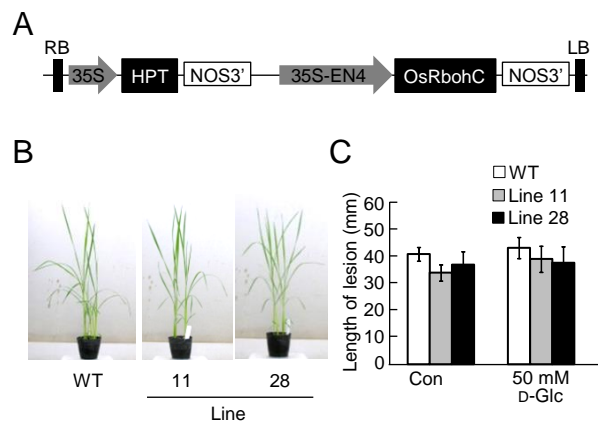 A
RB
LB
35S
HPT
NOS3'
35S-EN4
OsRbohC
NOS3'
B
WT
11
28
Line
C
WT
Line 11
Line 28
Length of lesion (mm)
60
50
40
30
20
10
0
Con
50 mM
D-Glc